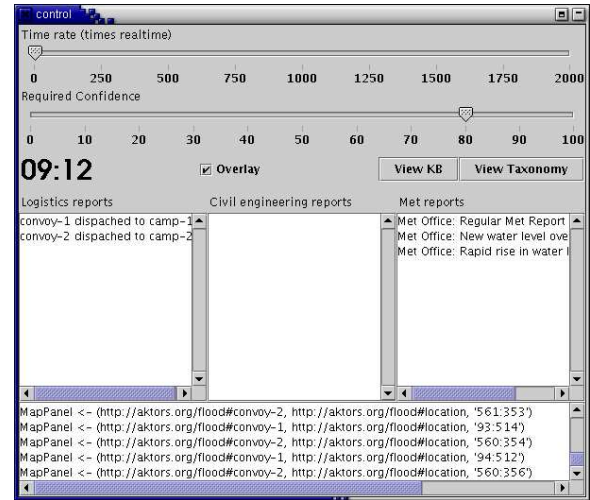 control
Time rate (times realtime)
0 250 500 750 1000 1250 1500 1750 2000
Required Confidence
0 10 20 30 40 50 60 70 80 90 100
09:12 Overlay View KB View Taxonomy
Logistics reports Civil engineering reports Met reports
convoy-1 dispached to camp-1 Met Office: Regular Met Report
convoy-2 dispached to camp-2 Met Office: New water level ove
Met Office: Rapid rise in water l
MapPanel <- (http://aktors.org/flood#convoy-2, http://aktors.org/flood#location, '561:353')
MapPanel <- (http://aktors.org/flood#convoy-1, http://aktors.org/flood#location, '93:514')
MapPanel <- (http://aktors.org/flood#convoy-2, http://aktors.org/flood#location, '560:354')
MapPanel <- (http://aktors.org/flood#convoy-1, http://aktors.org/flood#location, '94:512')
MapPanel <- (http://aktors.org/flood#convoy-2, http://aktors.org/flood#location, '560:356')